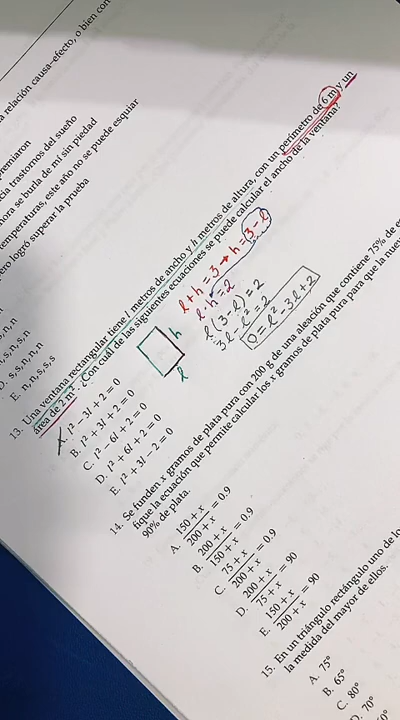 a relación causa–efecto, o bien con
premiaron
cia trastornos del sueño
hora se burla de mí sin piedad
temperaturas, este año no se puede esquiar
ero logró superar la prueba
n
n, n
s, n, n
s, s, n, s
D. s, s, n, n, n
E. n, n, s, s, s
13. Una ventana rectangular tiene l metros de ancho y h metros de altura, con un perímetro de 6 m y un
área de 2 m². ¿Con cuál de las siguientes ecuaciones se puede calcular el ancho de la ventana?
A. l² − 3l + 2 = 0
B. l² + 3l + 2 = 0
C. l² − 6l + 2 = 0
D. l² + 6l + 2 = 0
E. l² + 3l − 2 = 0
h
l
l + h = 3 → h = 3 − l
l · h = 2
l (3 − l) = 2
3l − l² = 2
0 = l² − 3l + 2
14. Se funden x gramos de plata pura con 200 g de una aleación que contiene 75% de
fique la ecuación que permite calcular los x gramos de plata pura para que la nue
90% de plata.
A. 150 + x / 200 + x = 0.9
B. 200 + x / 150 + x = 0.9
C. 75 + x / 200 + x = 0.9
D. 200 + x / 75 + x = 90
E. 150 + x / 200 + x = 90
15. En un triángulo rectángulo uno de lo
la medida del mayor de ellos.
A. 75°
B. 65°
C. 80°
D. 70°